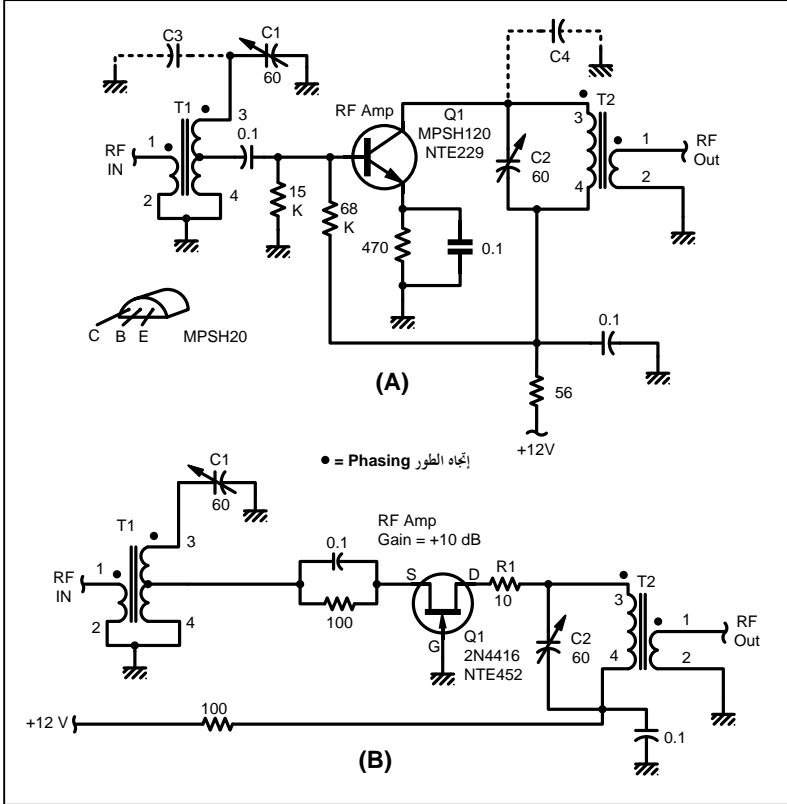 C3
C1
60
C4
T1
3
RF Amp
Q1
MPSH120
NTE229
T2
3
1
RF
Out
1
RF
IN
0.1
C2
60
2
4
15
K
68
K
4
2
470
0.1
C B E
MPSH20
0.1
(A)
56
+12V
● = Phasing إتجاه الطور
C1
60
T1
3
RF Amp
Gain = +10 dB
0.1
1
RF
IN
S
D
R1
10
T2
3
1
RF
Out
100
2
4
G
Q1
2N4416
NTE452
C2
60
4
2
+12 V
100
0.1
(B)